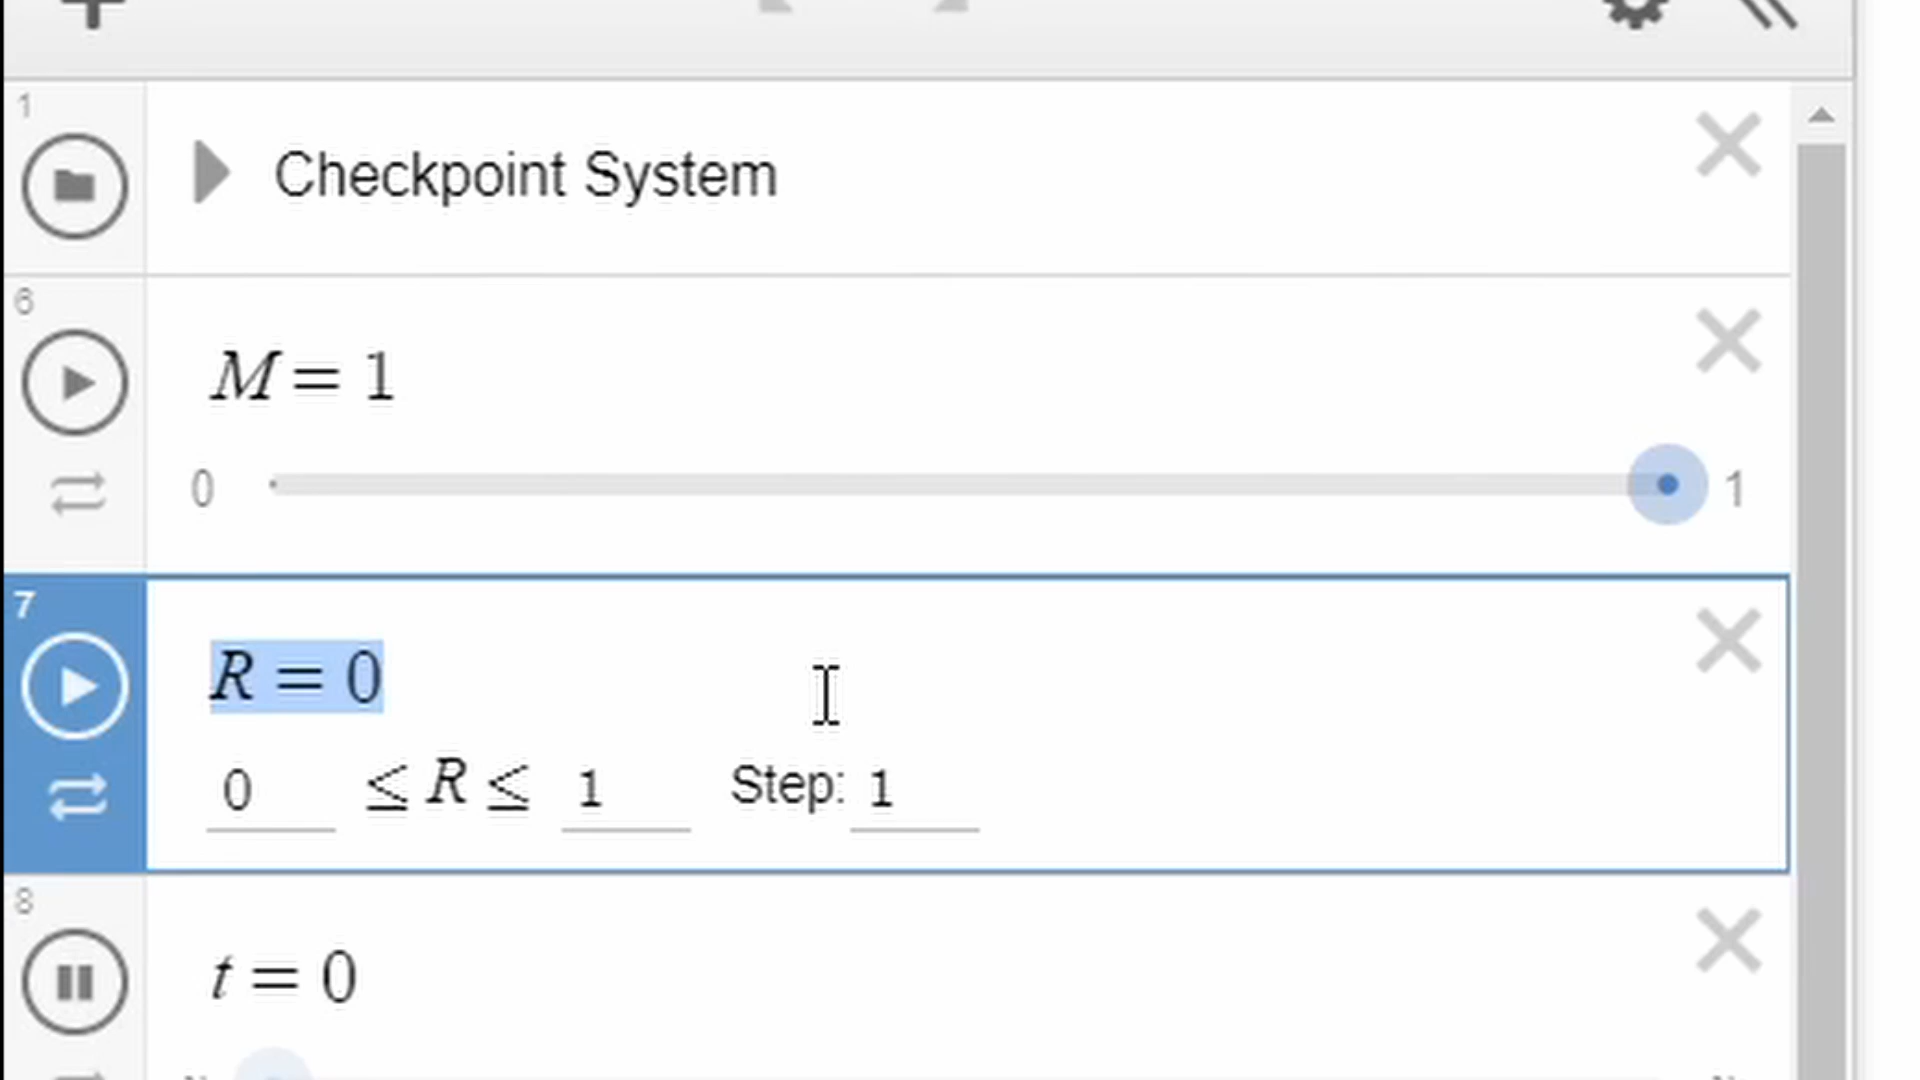 1
Checkpoint System
6
M = 1
0 1
7
R = 0
0 ≤ R ≤ 1 Step: 1
8
t = 0